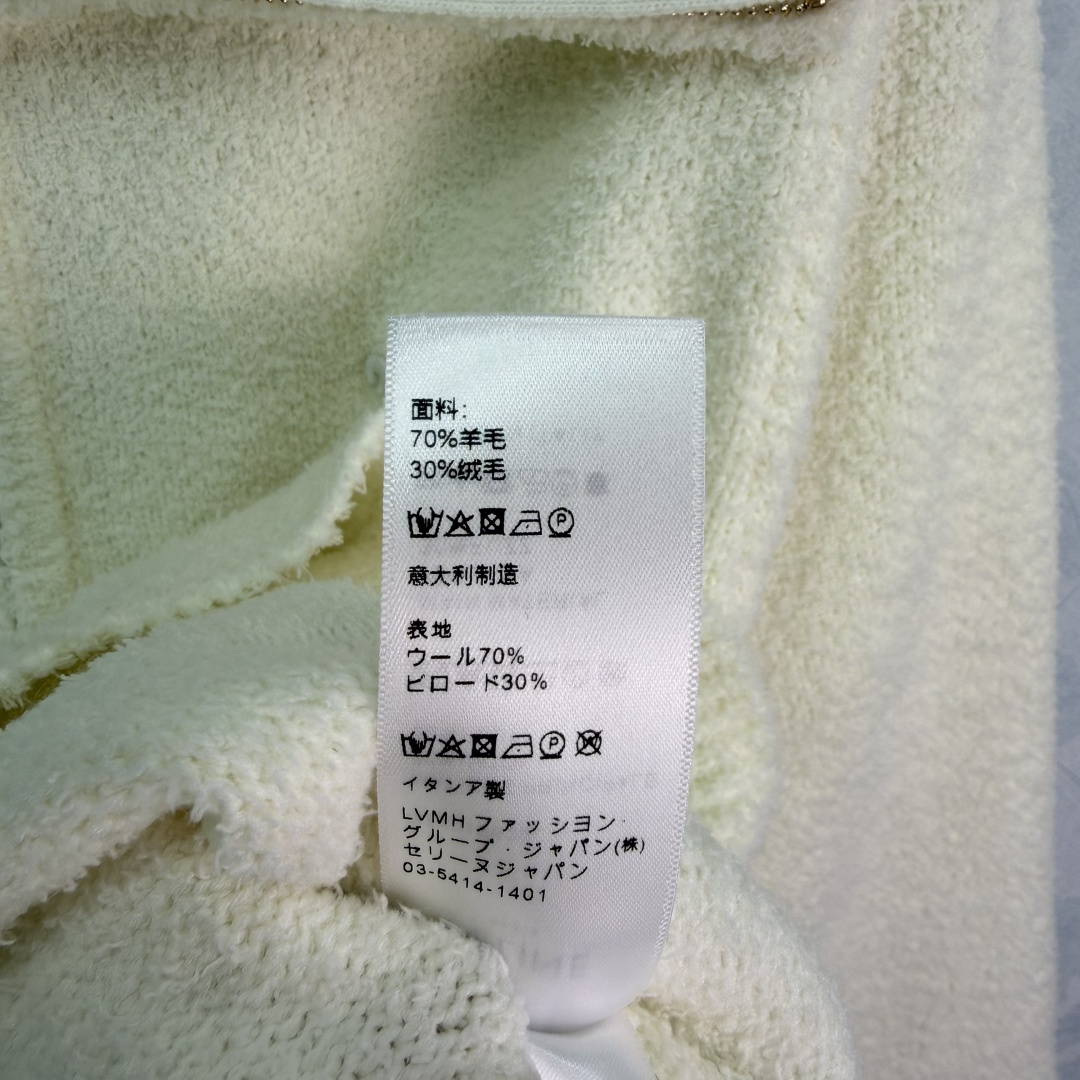 面料:
70%羊毛
30%绒毛
P
意大利制造
表地
ウール70%
ビロード30%
P W
イタンア製
LVMH ファッシヨン·
グループ·ジャパン(株)
セリーヌジャパン
03-5414-1401